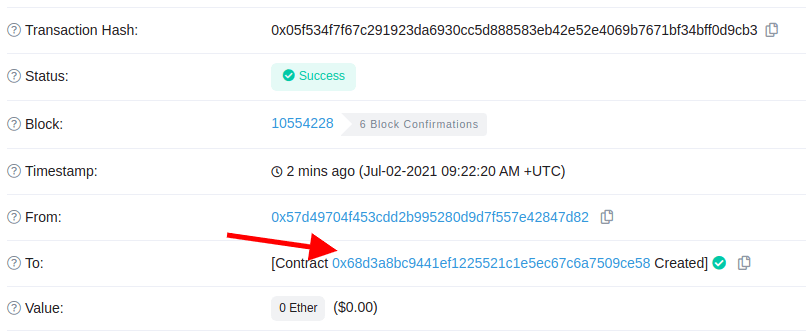 Transaction Hash: 0x05f534f7f67c291923da6930cc5d888583eb42e52e4069b7671bf34bff0d9cb3
Status: Success
Block: 10554228 6 Block Confirmations
Timestamp: 2 mins ago (Jul-02-2021 09:22:20 AM +UTC)
From: 0x57d49704f453cdd2b995280d9d7f557e42847d82
To: [Contract 0x68d3a8bc9441ef1225521c1e5ec67c6a7509ce58 Created]
Value: 0 Ether ($0.00)